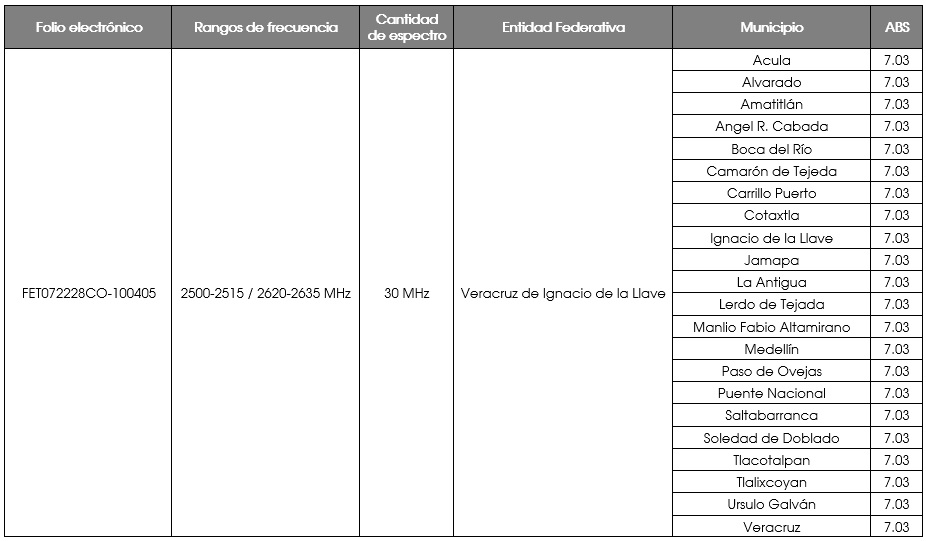 Folio electrónico Rangos de frecuencia Cantidad de espectro Entidad Federativa Municipio ABS
Acula 7.03
Alvarado 7.03
Amatitlán 7.03
Angel R. Cabada 7.03
Boca del Río 7.03
Camarón de Tejeda 7.03
Carrillo Puerto 7.03
Cotaxtla 7.03
Ignacio de la Llave 7.03
Jamapa 7.03
La Antigua 7.03
FET072228CO-100405 2500-2515 / 2620-2635 MHz 30 MHz Veracruz de Ignacio de la Llave
Lerdo de Tejada 7.03
Manlio Fabio Altamirano 7.03
Medellín 7.03
Paso de Ovejas 7.03
Puente Nacional 7.03
Saltabarranca 7.03
Soledad de Doblado 7.03
Tlacotalpan 7.03
Tlalixcoyan 7.03
Ursulo Galván 7.03
Veracruz 7.03